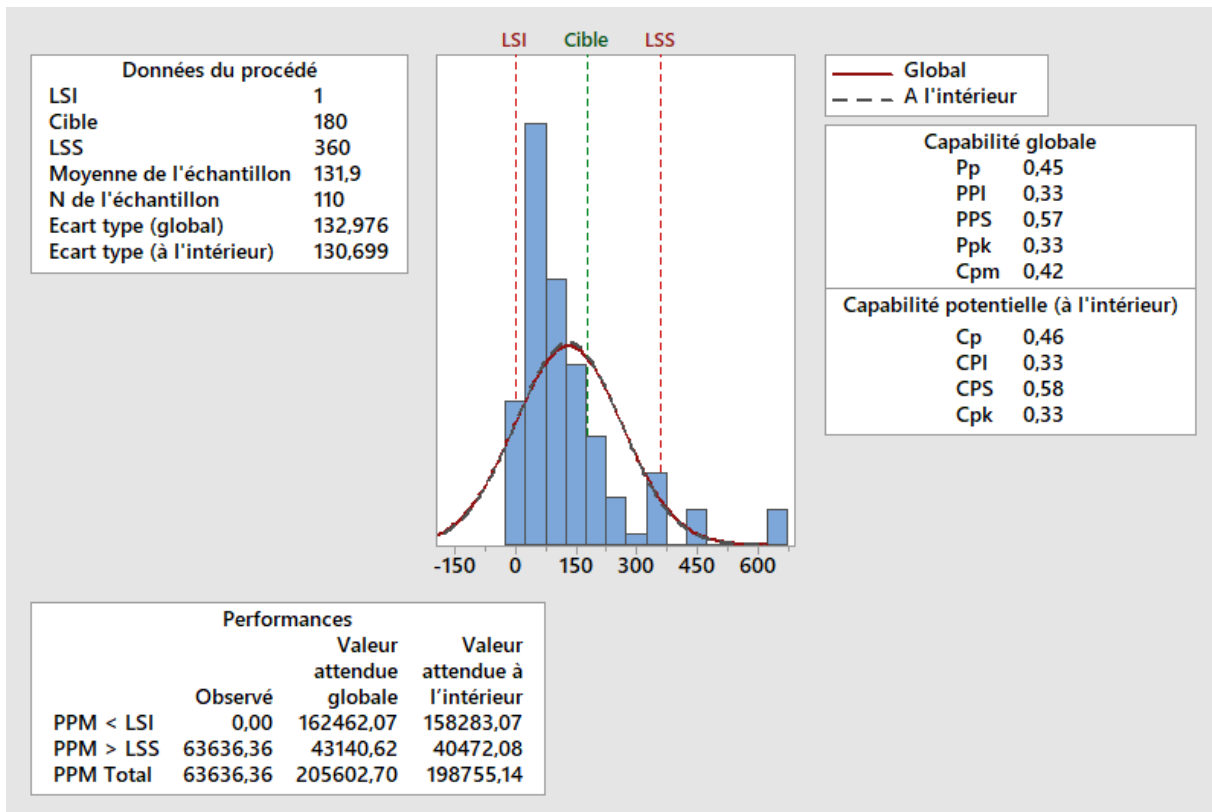 LSI Cible LSS
Données du procédé
LSI 1
Cible 180
LSS 360
Moyenne de l'échantillon 131,9
N de l'échantillon 110
Ecart type (global) 132,976
Ecart type (à l'intérieur) 130,699
Global
A l'intérieur
Capabilité globale
Pp 0,45
PPI 0,33
PPS 0,57
Ppk 0,33
Cpm 0,42
Capabilité potentielle (à l'intérieur)
Cp 0,46
CPI 0,33
CPS 0,58
Cpk 0,33
-150 0 150 300 450 600
Performances
Valeur Valeur
attendue attendue à
Observé globale l’intérieur
PPM < LSI 0,00 162462,07 158283,07
PPM > LSS 63636,36 43140,62 40472,08
PPM Total 63636,36 205602,70 198755,14